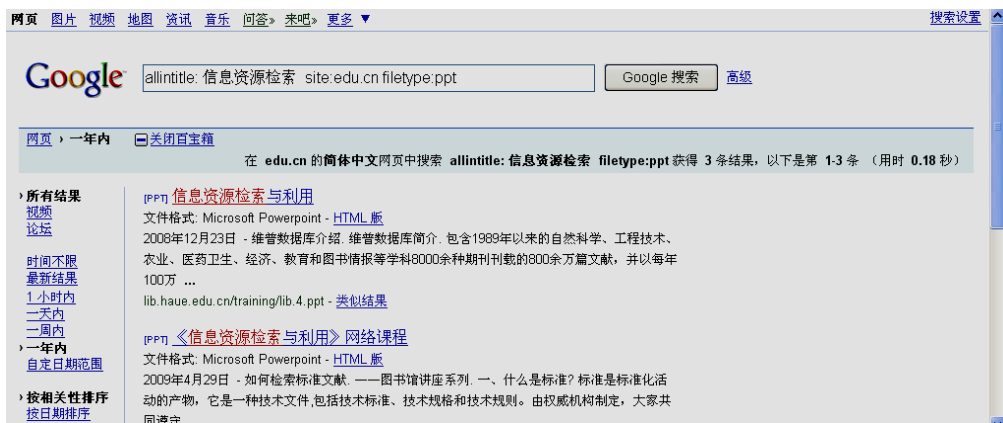 网页 图片 视频 地图 资讯 音乐 问答» 来吧» 更多 ▼ 搜索设置
Google allintitle: 信息资源检索 site:edu.cn filetype:ppt Google 搜索 高级
网页 › 一年内 关闭百宝箱
在 edu.cn 的简体中文网页中搜索 allintitle: 信息资源检索 filetype:ppt 获得 3 条结果，以下是第 1-3 条 （用时 0.18 秒）
›所有结果
视频
论坛
时间不限
最新结果
1 小时内
一天内
一周内
›一年内
自定日期范围
›按相关性排序
按日期排序
[PPT] 信息资源检索与利用
文件格式: Microsoft Powerpoint - HTML 版
2008年12月23日 - 维普数据库介绍. 维普数据库简介. 包含1989年以来的自然科学、工程技术、
农业、医药卫生、经济、教育和图书情报等学科8000余种期刊刊载的800余万篇文献，并以每年
100万 ...
lib.haue.edu.cn/training/lib.4.ppt - 类似结果
[PPT] 《信息资源检索与利用》网络课程
文件格式: Microsoft Powerpoint - HTML 版
2009年4月29日 - 如何检索标准文献. ——图书馆讲座系列. 一、什么是标准? 标准是标准化活
动的产物，它是一种技术文件,包括技术标准、技术规格和技术规则。由权威机构制定，大家共
同遵守